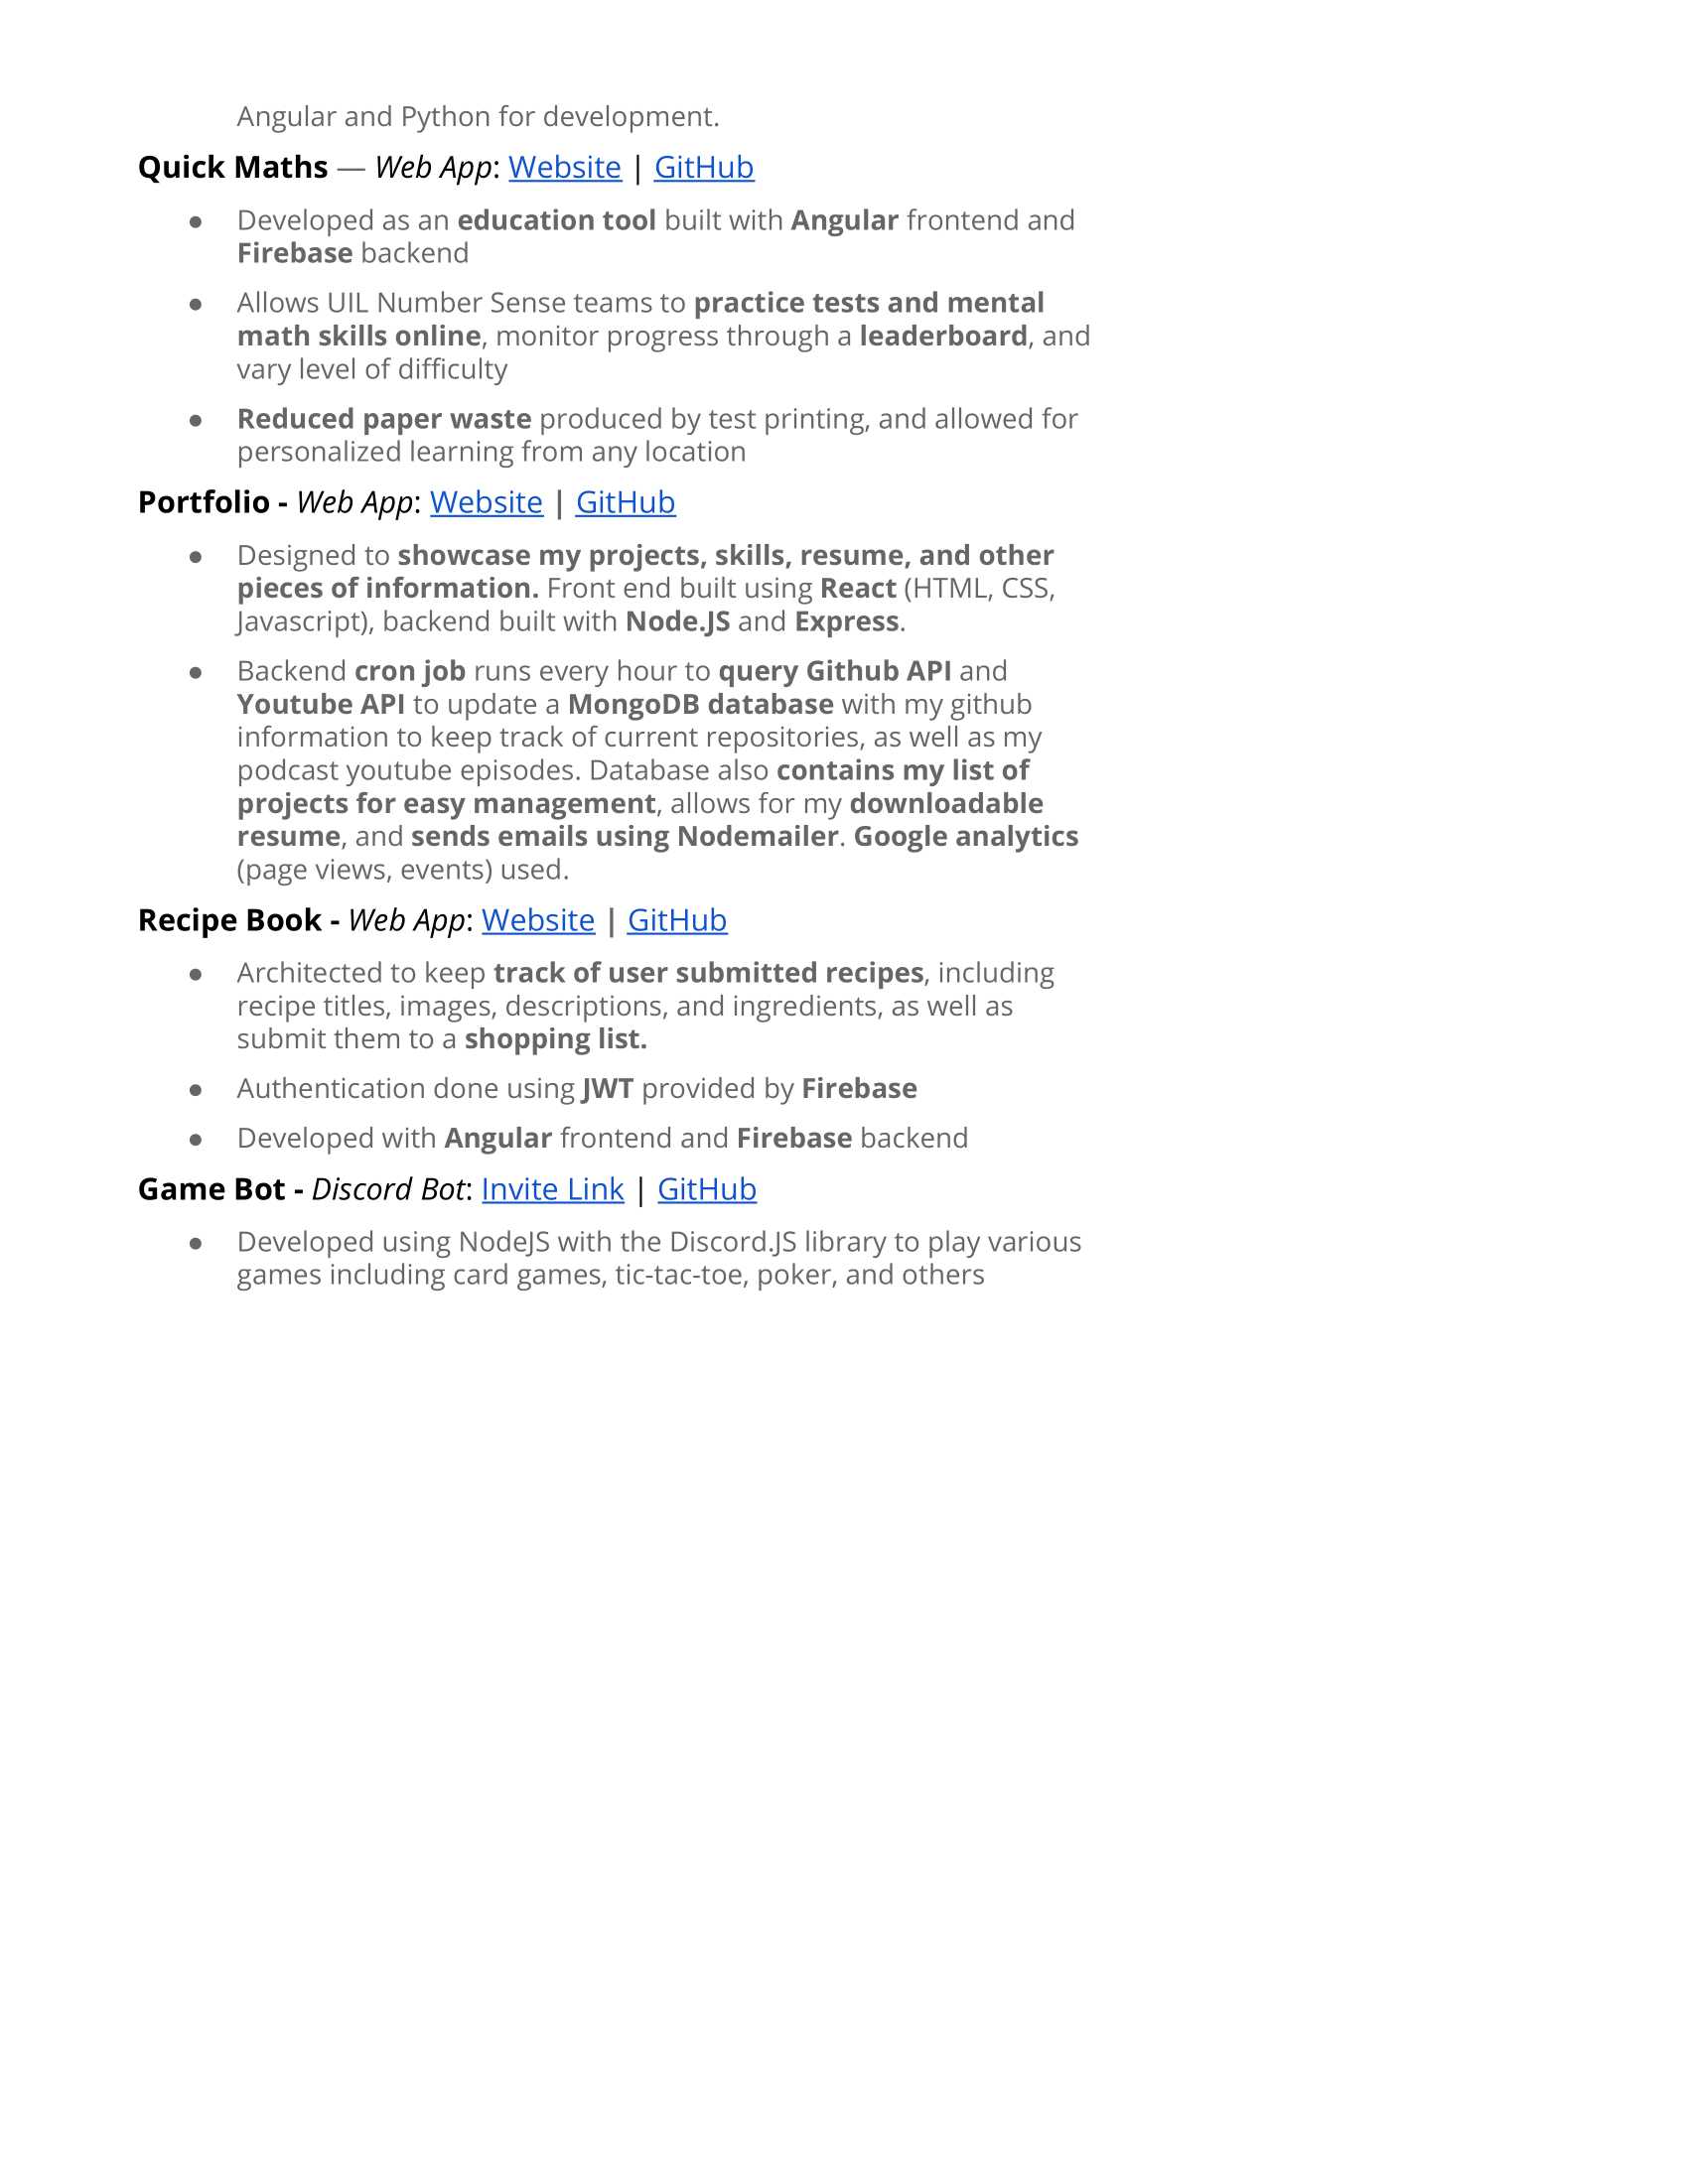 Angular and Python for development.
Quick Maths — Web App: Website | GitHub
● Developed as an education tool built with Angular frontend and
Firebase backend
● Allows UIL Number Sense teams to practice tests and mental
math skills online, monitor progress through a leaderboard, and
vary level of difficulty
● Reduced paper waste produced by test printing, and allowed for
personalized learning from any location
Portfolio - Web App: Website | GitHub
● Designed to showcase my projects, skills, resume, and other
pieces of information. Front end built using React (HTML, CSS,
Javascript), backend built with Node.JS and Express.
● Backend cron job runs every hour to query Github API and
Youtube API to update a MongoDB database with my github
information to keep track of current repositories, as well as my
podcast youtube episodes. Database also contains my list of
projects for easy management, allows for my downloadable
resume, and sends emails using Nodemailer. Google analytics
(page views, events) used.
Recipe Book - Web App: Website | GitHub
● Architected to keep track of user submitted recipes, including
recipe titles, images, descriptions, and ingredients, as well as
submit them to a shopping list.
● Authentication done using JWT provided by Firebase
● Developed with Angular frontend and Firebase backend
Game Bot - Discord Bot: Invite Link | GitHub
● Developed using NodeJS with the Discord.JS library to play various
games including card games, tic-tac-toe, poker, and others